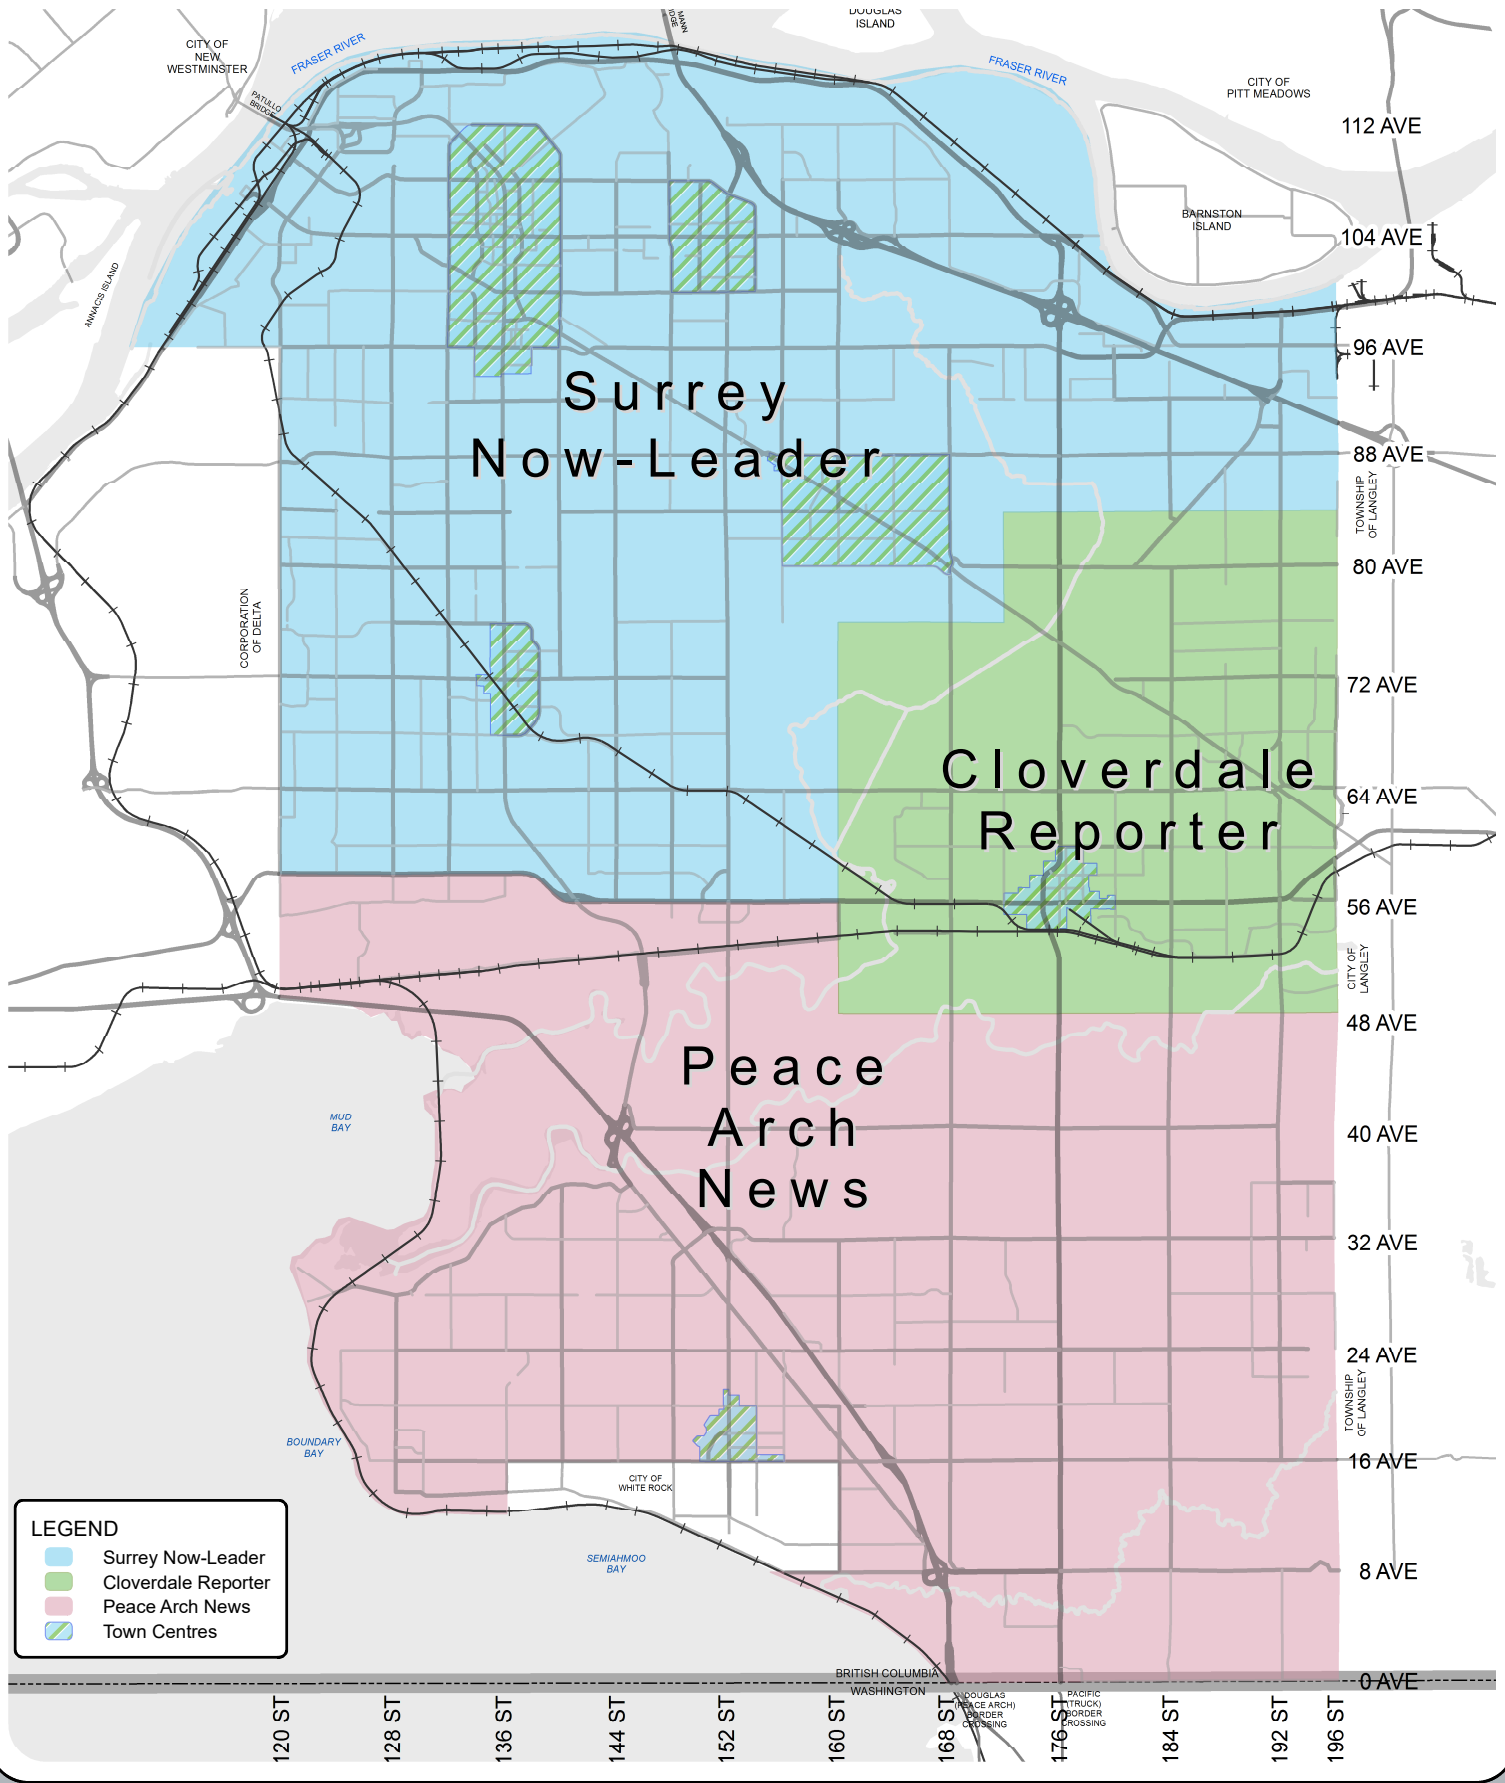 MANN
IDGE
DOUGLAS
ISLAND
CITY OF
NEW
WESTMINSTER
FRASER RIVER
FRASER RIVER
CITY OF
PITT MEADOWS
PATULLO
BRIDGE
112 AVE
BARNSTON
ISLAND
104 AVE
ANNACIS ISLAND
96 AVE
Surrey
Now-Leader
88 AVE
TOWNSHIP
OF LANGLEY
80 AVE
CORPORATION
OF DELTA
72 AVE
Cloverdale
Reporter
64 AVE
56 AVE
CITY OF
LANGLEY
48 AVE
Peace
Arch
News
MUD
BAY
40 AVE
32 AVE
24 AVE
TOWNSHIP
OF LANGLEY
BOUNDARY
BAY
16 AVE
CITY OF
WHITE ROCK
SEMIAHMOO
BAY
8 AVE
LEGEND
Surrey Now-Leader
Cloverdale Reporter
Peace Arch News
Town Centres
BRITISH COLUMBIA
WASHINGTON
0 AVE
DOUGLAS
(PEACE ARCH)
BORDER
CROSSING
PACIFIC
(TRUCK)
BORDER
CROSSING
120 ST
128 ST
136 ST
144 ST
152 ST
160 ST
168 ST
176 ST
184 ST
192 ST
196 ST